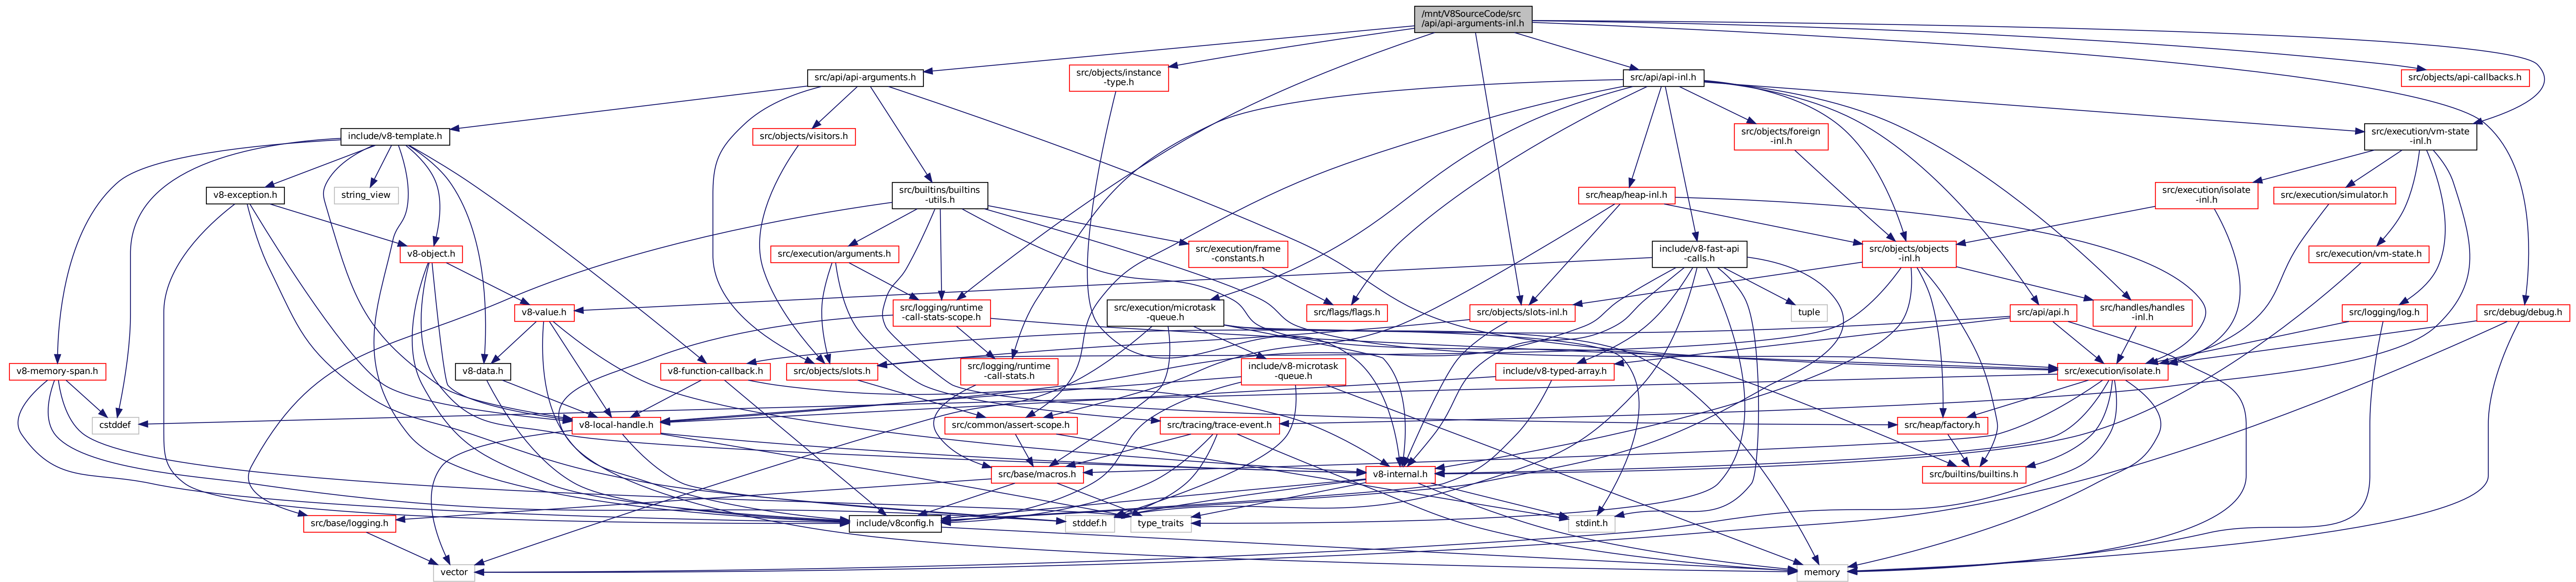 /mnt/V8SourceCode/src
/api/api-arguments-inl.h
src/api/api-arguments.h
src/objects/instance
-type.h
src/api/api-inl.h
src/objects/api-callbacks.h
include/v8-template.h
src/objects/visitors.h
src/objects/foreign
-inl.h
src/execution/vm-state
-inl.h
v8-exception.h
string_view
src/builtins/builtins
-utils.h
src/heap/heap-inl.h
src/execution/isolate
-inl.h
src/execution/simulator.h
v8-object.h
src/execution/arguments.h
src/execution/frame
-constants.h
include/v8-fast-api
-calls.h
src/objects/objects
-inl.h
src/execution/vm-state.h
v8-value.h
src/logging/runtime
-call-stats-scope.h
src/execution/microtask
-queue.h
src/flags/flags.h
src/objects/slots-inl.h
tuple
src/api/api.h
src/handles/handles
-inl.h
src/logging/log.h
src/debug/debug.h
v8-memory-span.h
v8-data.h
v8-function-callback.h
src/objects/slots.h
src/logging/runtime
-call-stats.h
include/v8-microtask
-queue.h
include/v8-typed-array.h
src/execution/isolate.h
cstddef
v8-local-handle.h
src/common/assert-scope.h
src/tracing/trace-event.h
src/heap/factory.h
src/base/macros.h
v8-internal.h
src/builtins/builtins.h
src/base/logging.h
include/v8config.h
stddef.h
type_traits
stdint.h
vector
memory